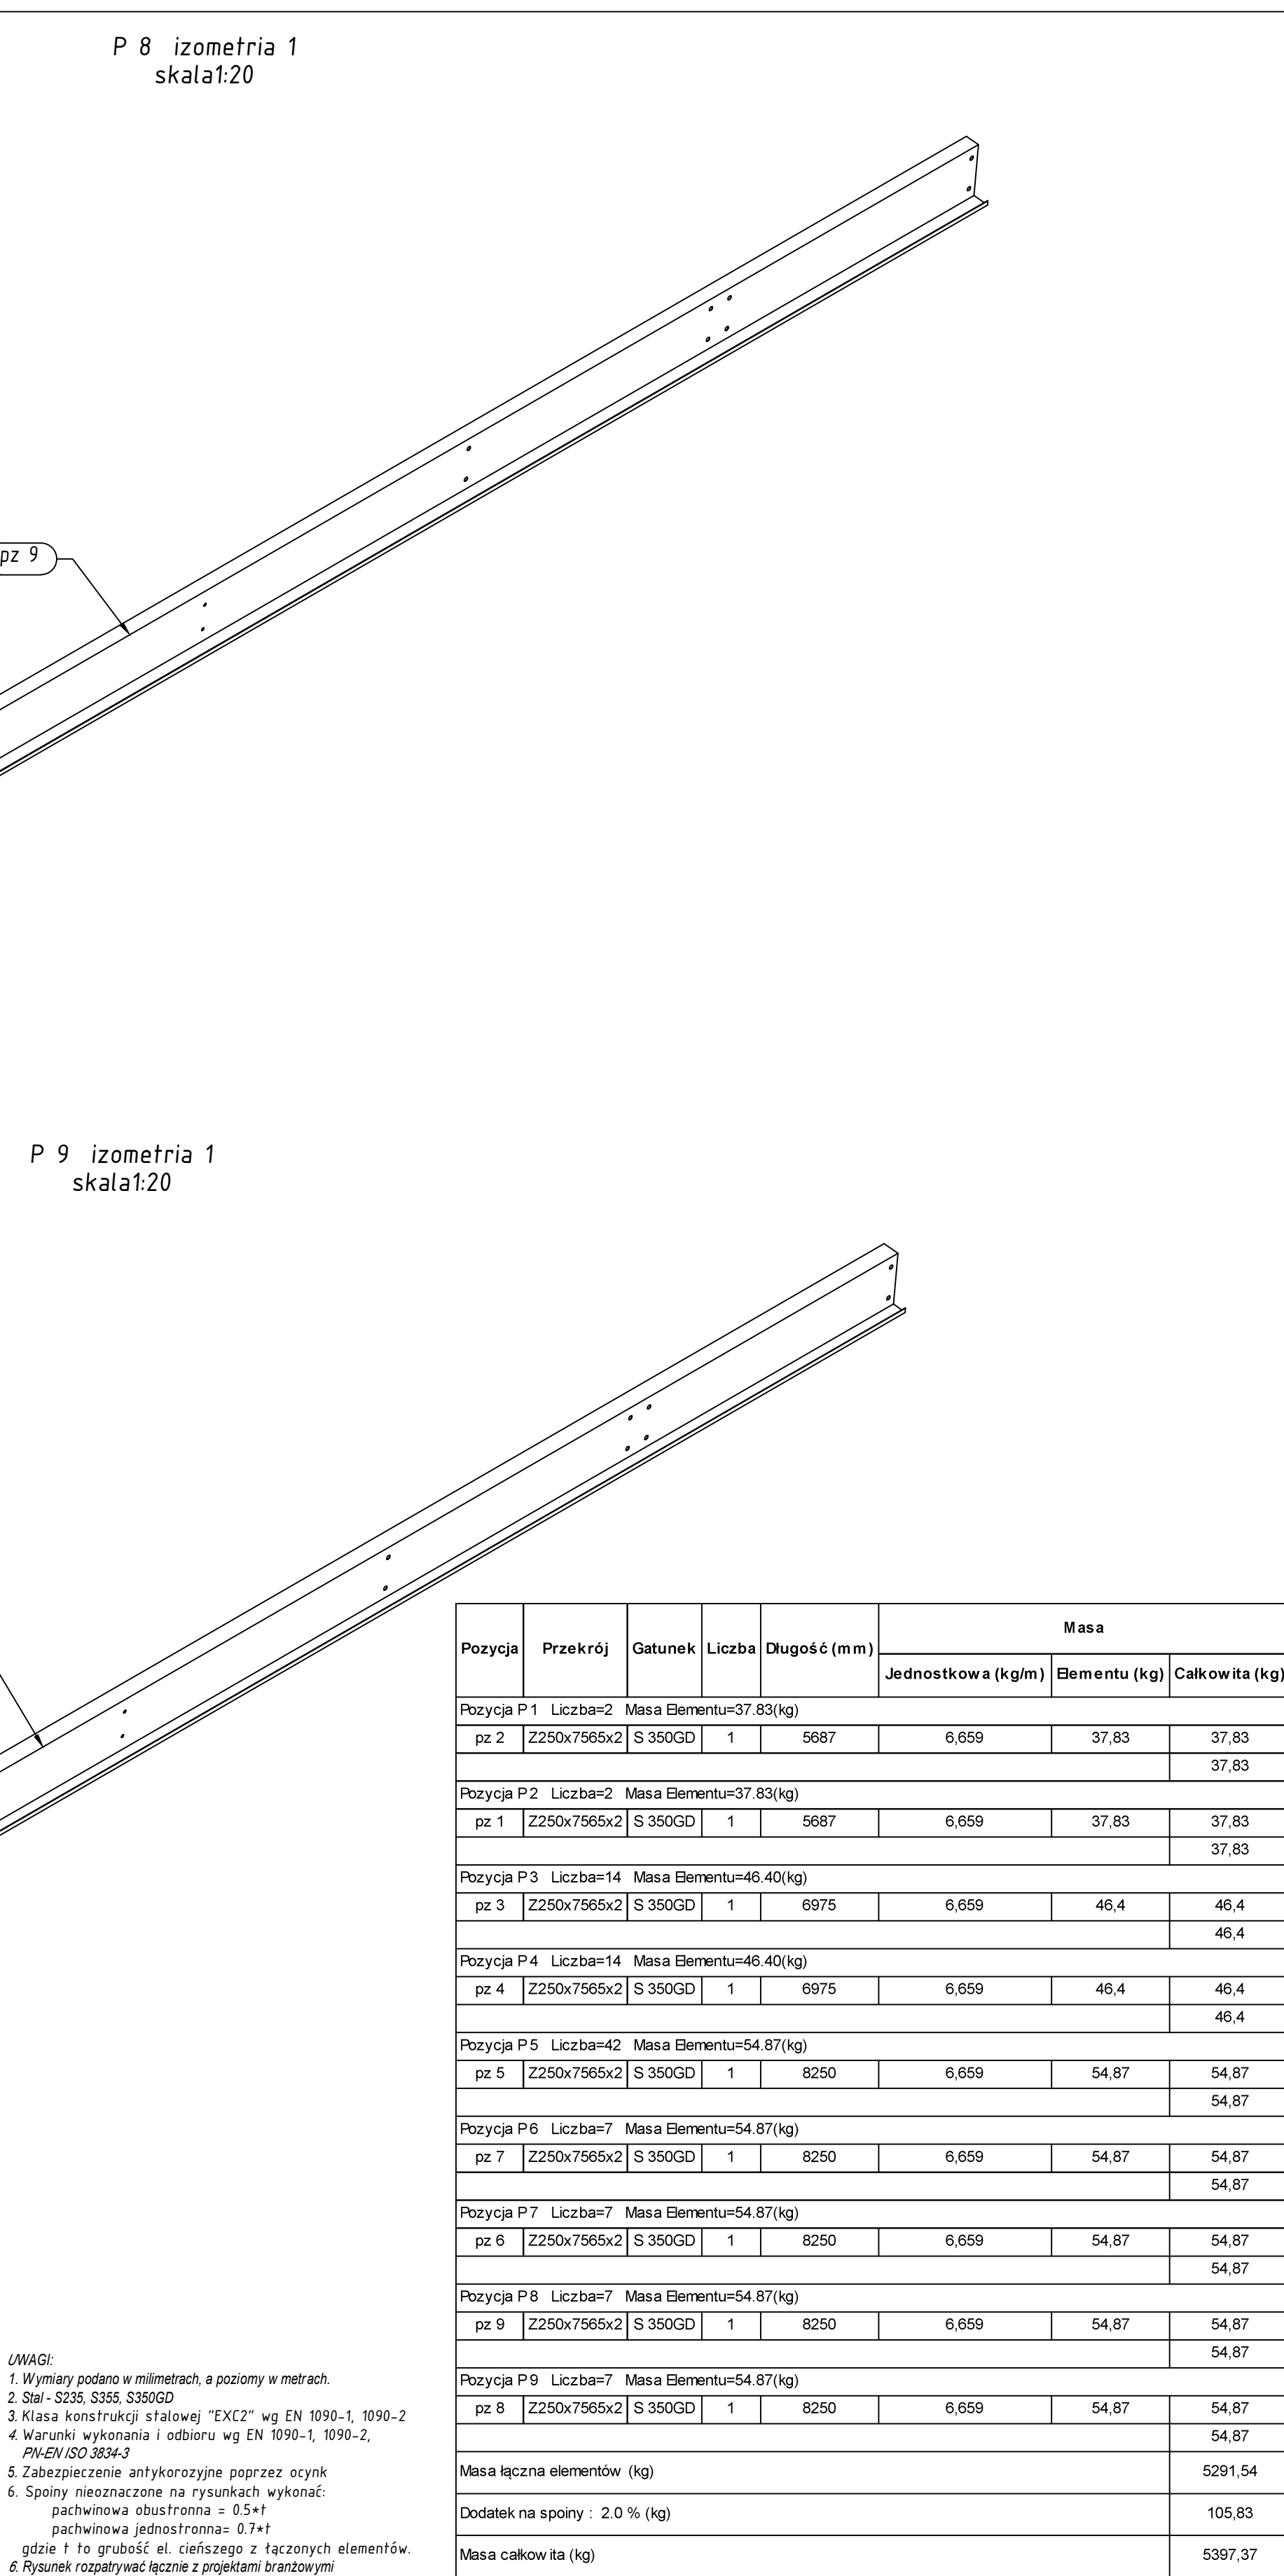 P 8 izometria 1
skala1:20
pz 9
P 9 izometria 1
skala1:20
Pozycja Przekrój Gatunek Liczba Długość (mm) Masa
Jednostkowa (kg/m) Elementu (kg) Całkowita (kg)
Pozycja P 1 Liczba=2 Masa Elementu=37.83(kg)
pz 2 Z250x7565x2 S 350GD 1 5687 6,659 37,83 37,83
37,83
Pozycja P 2 Liczba=2 Masa Elementu=37.83(kg)
pz 1 Z250x7565x2 S 350GD 1 5687 6,659 37,83 37,83
37,83
Pozycja P 3 Liczba=14 Masa Elementu=46.40(kg)
pz 3 Z250x7565x2 S 350GD 1 6975 6,659 46,4 46,4
46,4
Pozycja P 4 Liczba=14 Masa Elementu=46.40(kg)
pz 4 Z250x7565x2 S 350GD 1 6975 6,659 46,4 46,4
46,4
Pozycja P 5 Liczba=42 Masa Elementu=54.87(kg)
pz 5 Z250x7565x2 S 350GD 1 8250 6,659 54,87 54,87
54,87
Pozycja P 6 Liczba=7 Masa Elementu=54.87(kg)
pz 7 Z250x7565x2 S 350GD 1 8250 6,659 54,87 54,87
54,87
Pozycja P 7 Liczba=7 Masa Elementu=54.87(kg)
pz 6 Z250x7565x2 S 350GD 1 8250 6,659 54,87 54,87
54,87
Pozycja P 8 Liczba=7 Masa Elementu=54.87(kg)
pz 9 Z250x7565x2 S 350GD 1 8250 6,659 54,87 54,87
54,87
Pozycja P 9 Liczba=7 Masa Elementu=54.87(kg)
pz 8 Z250x7565x2 S 350GD 1 8250 6,659 54,87 54,87
54,87
Masa łączna elementów (kg) 5291,54
Dodatek na spoiny : 2.0 % (kg) 105,83
Masa całkowita (kg) 5397,37
UWAGI:
1. Wymiary podano w milimetrach, a poziomy w metrach.
2. Stal - S235, S355, S350GD
3. Klasa konstrukcji stalowej "EXC2" wg EN 1090-1, 1090-2
4. Warunki wykonania i odbioru wg EN 1090-1, 1090-2,
PN-EN ISO 3834-3
5. Zabezpieczenie antykorozyjne poprzez ocynk
6. Spoiny nieoznaczone na rysunkach wykonać:
pachwinowa obustronna = 0.5*t
pachwinowa jednostronna= 0.7*t
gdzie t to grubość el. cieńszego z łączonych elementów.
6. Rysunek rozpatrywać łącznie z projektami branżowymi